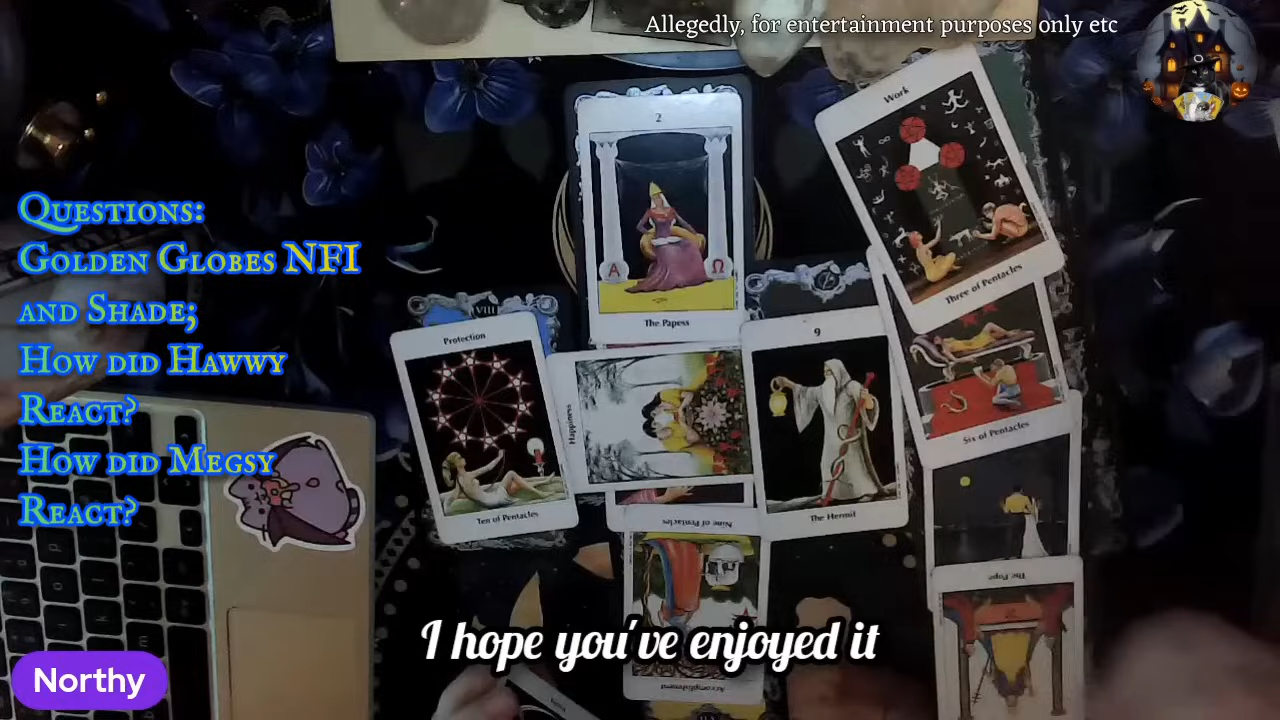 Allegedly, for entertainment purposes only etc
Questions:
Golden Globes NFI
and Shade;
How did Hawwy
React?
How did Megsy
React?
2
The Papess
Work
Three of Pentacles
Six of Pentacles
The Pope
Protection
Ten of Pentacles
VIII
Happiness
Nine of Pentacles
9
The Hermit
A
Ω
Accomplishment
I hope you've enjoyed it
Northy